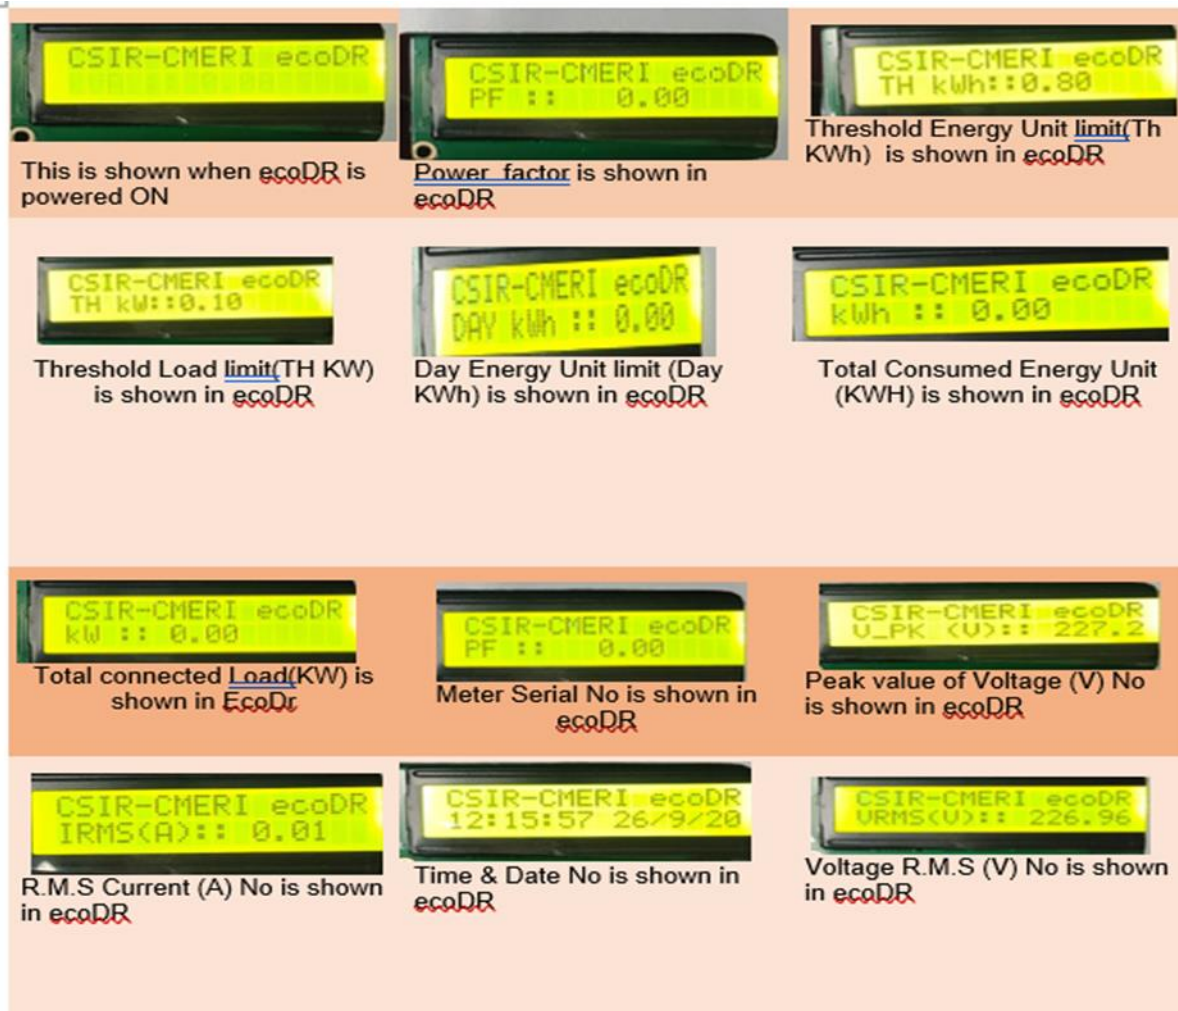 CSIR-CMERI ecoDR
This is shown when ecoDR is
powered ON
CSIR-CMERI ecoDR
PF :: 0.00
Power factor is shown in
ecoDR
CSIR-CMERI ecoDR
TH kWh::0.80
Threshold Energy Unit limit(Th
KWh) is shown in ecoDR
CSIR-CMERI ecoDR
TH kW::0.10
Threshold Load limit(TH KW)
is shown in ecoDR
CSIR-CMERI ecoDR
DAY kWh :: 0.00
Day Energy Unit limit (Day
KWh) is shown in ecoDR
CSIR-CMERI ecoDR
kWh :: 0.00
Total Consumed Energy Unit
(KWH) is shown in ecoDR
CSIR-CMERI ecoDR
kW :: 0.00
Total connected Load(KW) is
shown in EcoDr
CSIR-CMERI ecoDR
PF :: 0.00
Meter Serial No is shown in
ecoDR
CSIR-CMERI ecoDR
V_PK (V):: 227.2
Peak value of Voltage (V) No
is shown in ecoDR
CSIR-CMERI ecoDR
IRMS(A):: 0.01
R.M.S Current (A) No is shown
in ecoDR
CSIR-CMERI ecoDR
12:15:57 26/9/20
Time & Date No is shown in
ecoDR
CSIR-CMERI ecoDR
VRMS(V):: 226.96
Voltage R.M.S (V) No is shown
in ecoDR